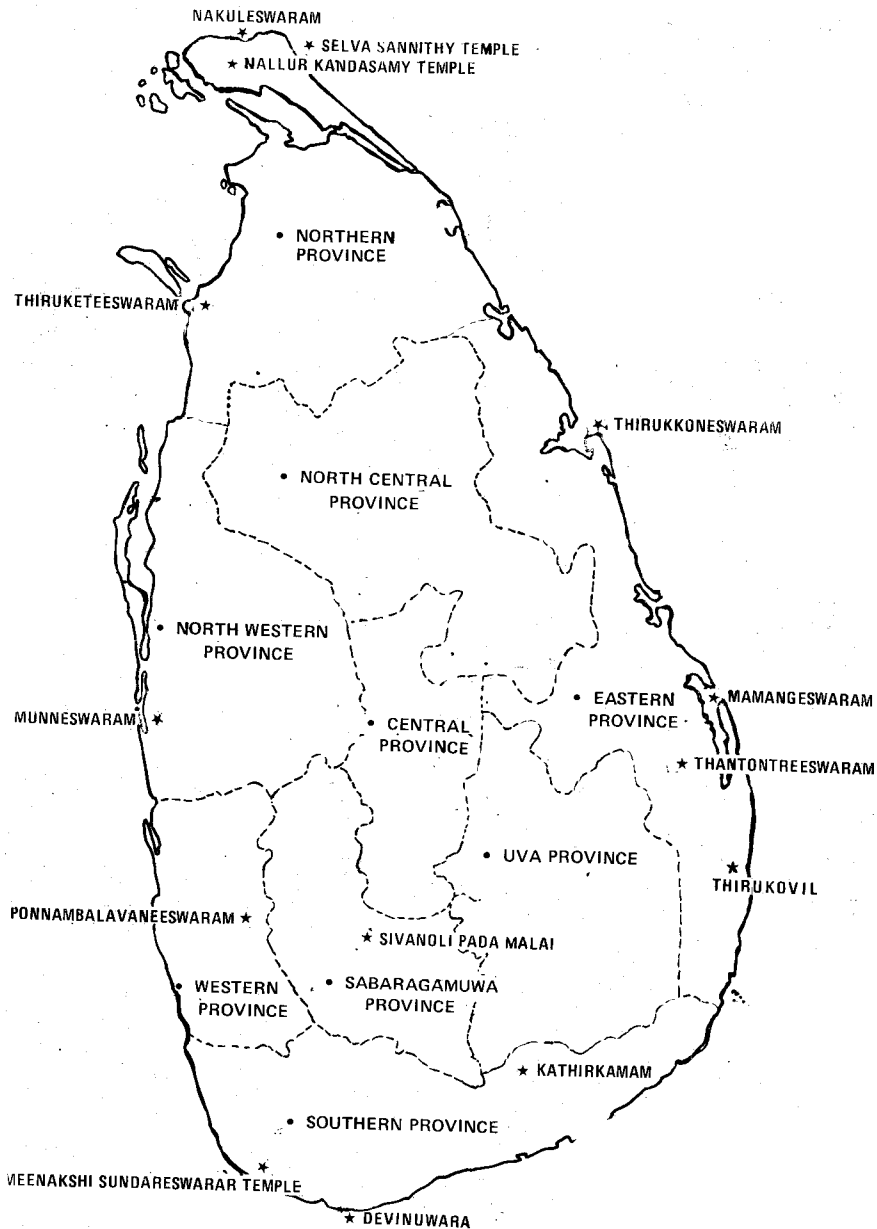 NAKULESWARAM
SELVA SANNITHY TEMPLE
NALLUR KANDASAMY TEMPLE
NORTHERN
PROVINCE
THIRUKETEESWARAM
THIRUKKONESWARAM
NORTH CENTRAL
PROVINCE
NORTH WESTERN
PROVINCE
EASTERN
PROVINCE
MAMANGESWARAM
MUNNESWARAM
CENTRAL
PROVINCE
THANTONTREESWARAM
UVA PROVINCE
THIRUKOVIL
PONNAMBALAVANEESWARAM
SIVANOLI PADA MALAI
WESTERN
PROVINCE
SABARAGAMUWA
PROVINCE
KATHIRKAMAM
SOUTHERN PROVINCE
MEENAKSHI SUNDARESWARAR TEMPLE
DEVINUWARA